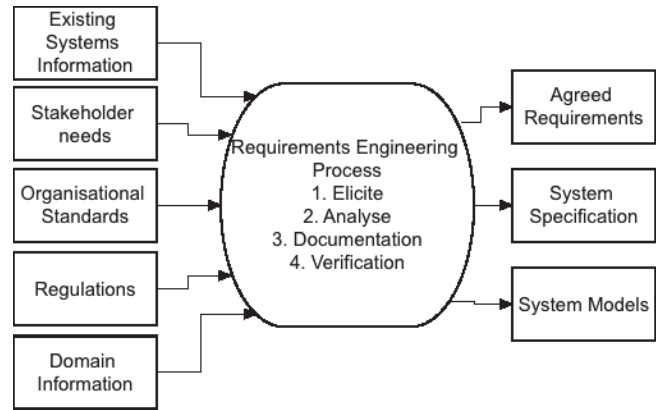 Existing
Systems
Information
Stakeholder
needs
Organisational
Standards
Regulations
Domain
Information
Requirements Engineering
Process
1. Elicite
2. Analyse
3. Documentation
4. Verification
Agreed
Requirements
System
Specification
System Models